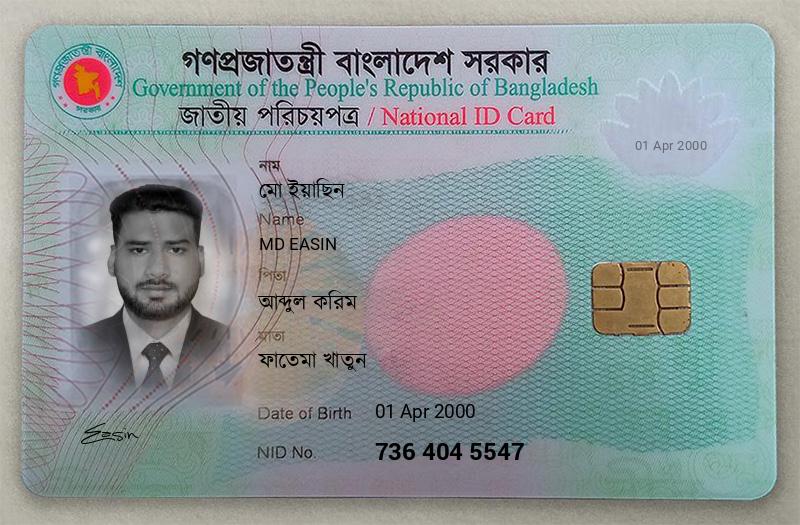 গণপ্রজাতন্ত্রী বাংলাদেশ সরকার
Government of the People's Republic of Bangladesh
জাতীয় পরিচয়পত্র / National ID Card
01 Apr 2000
নাম
মো ইয়াছিন
Name
MD EASIN
পিতা
আব্দুল করিম
মাতা
ফাতেমা খাতুন
Date of Birth 01 Apr 2000
Easin
NID No. 736 404 5547